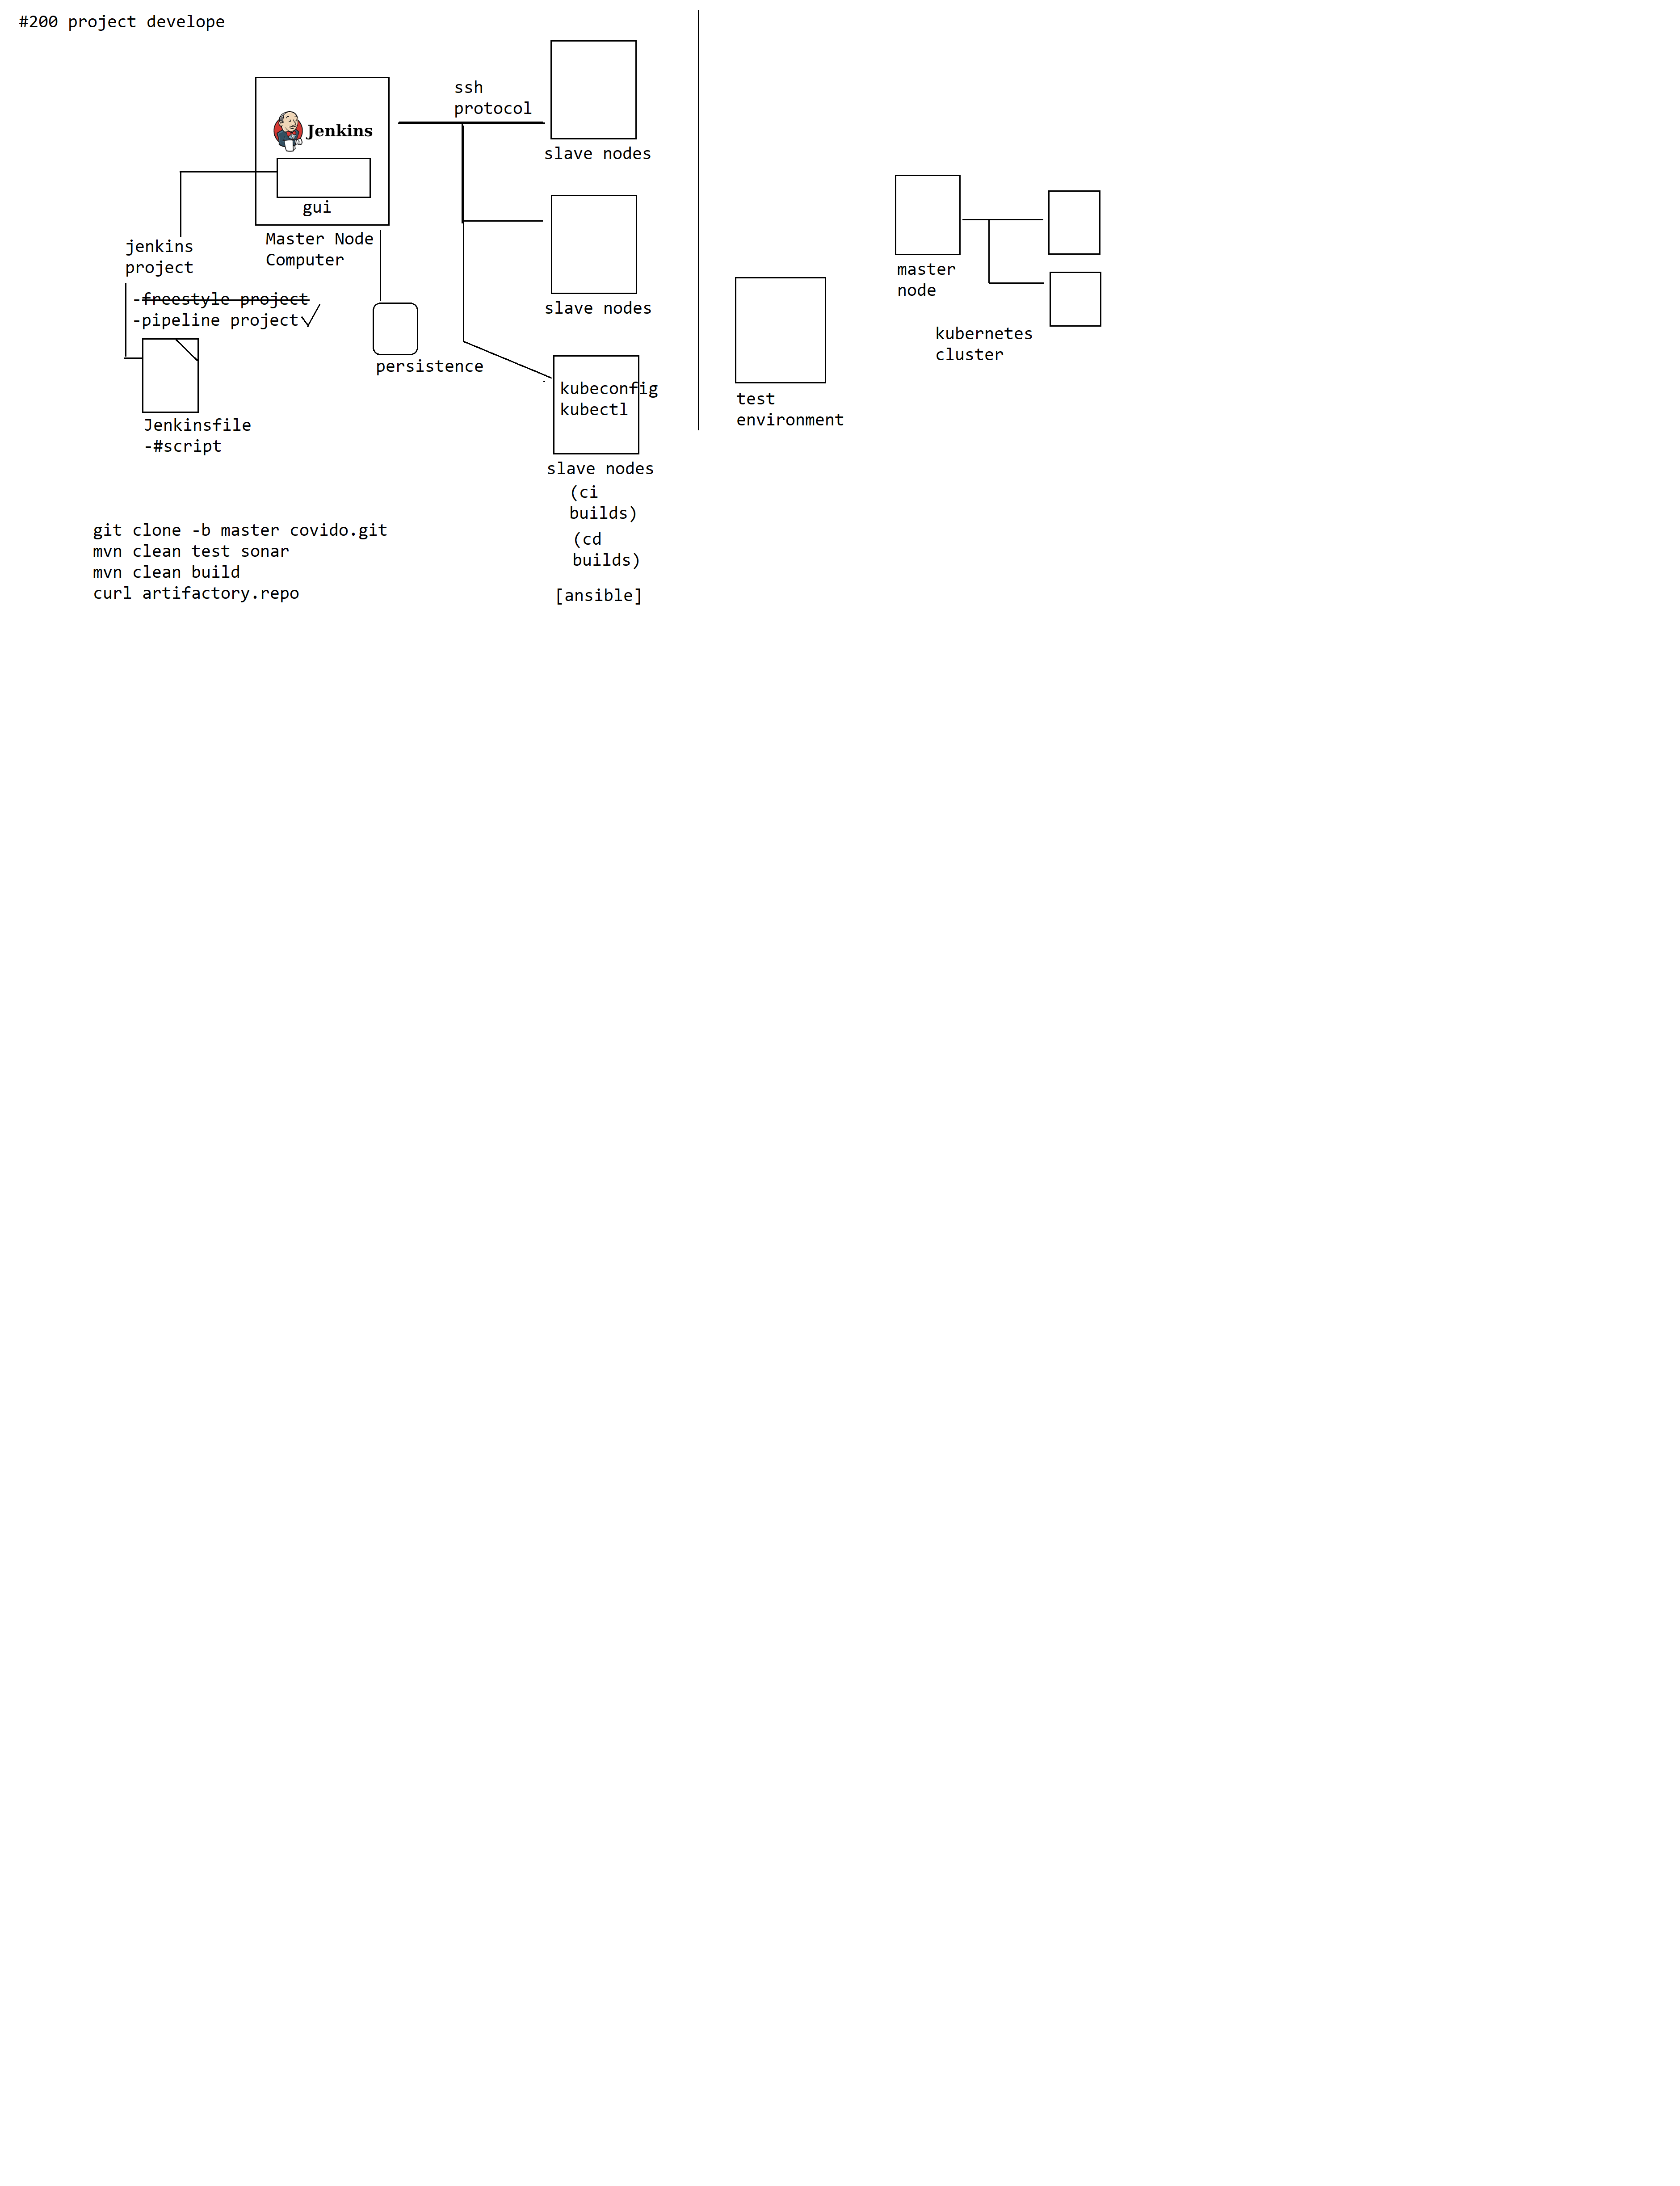 #200 project develope
ssh
protocol
Jenkins
gui
Master Node
Computer
jenkins
project
-freestyle project
-pipeline project
Jenkinsfile
-#script
persistence
slave nodes
slave nodes
kubeconfig
kubectl
slave nodes
(ci
builds)
(cd
builds)
[ansible]
git clone -b master covido.git
mvn clean test sonar
mvn clean build
curl artifactory.repo
test
environment
master
node
kubernetes
cluster